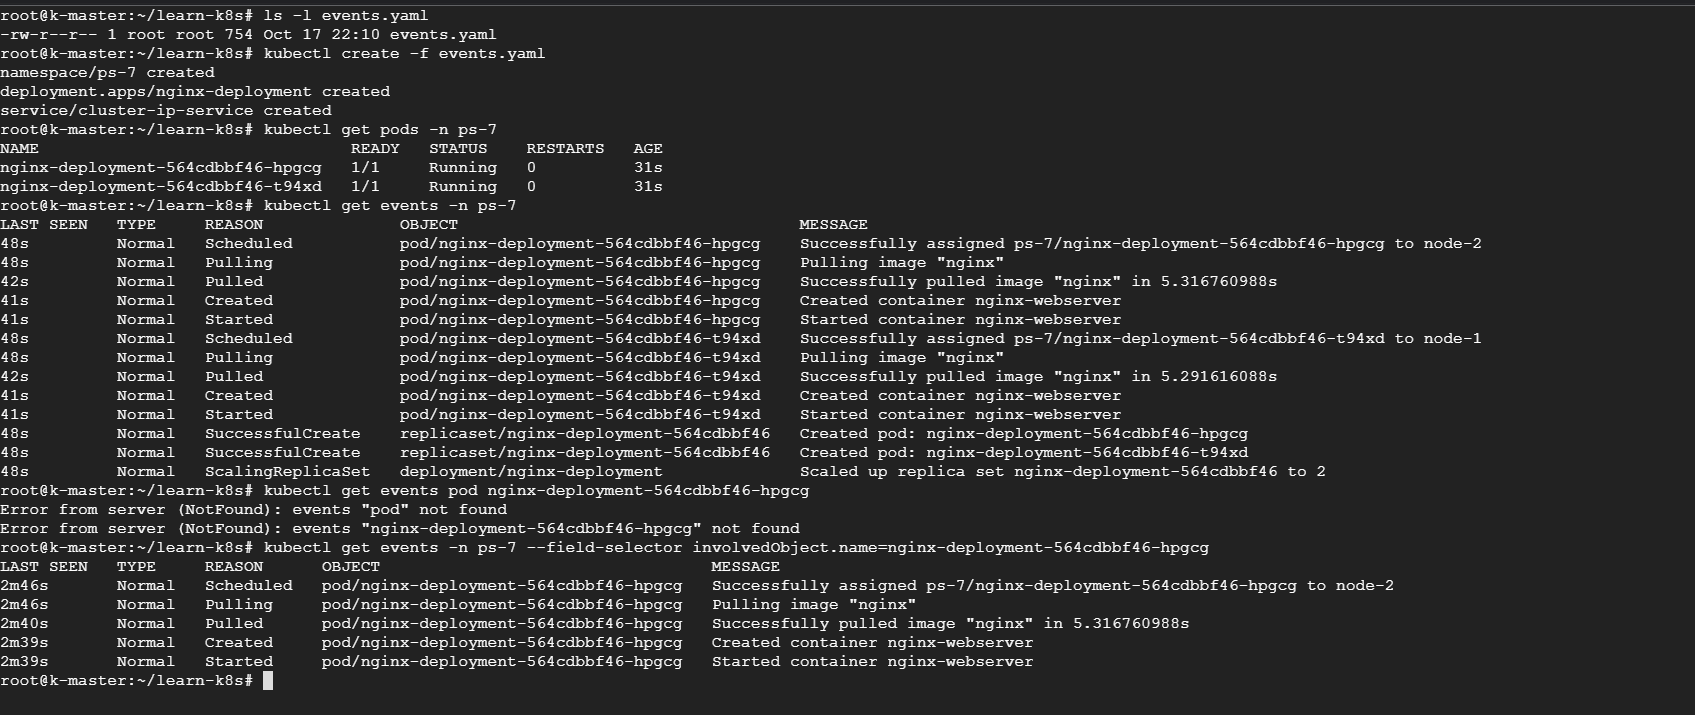 root@k-master:~/learn-k8s# ls -l events.yaml
-rw-r--r-- 1 root root 754 Oct 17 22:10 events.yaml
root@k-master:~/learn-k8s# kubectl create -f events.yaml
namespace/ps-7 created
deployment.apps/nginx-deployment created
service/cluster-ip-service created
root@k-master:~/learn-k8s# kubectl get pods -n ps-7
NAME                                READY   STATUS    RESTARTS   AGE
nginx-deployment-564cdbbf46-hpgcg   1/1     Running   0          31s
nginx-deployment-564cdbbf46-t94xd   1/1     Running   0          31s
root@k-master:~/learn-k8s# kubectl get events -n ps-7
LAST SEEN   TYPE     REASON              OBJECT                                   MESSAGE
48s         Normal   Scheduled           pod/nginx-deployment-564cdbbf46-hpgcg    Successfully assigned ps-7/nginx-deployment-564cdbbf46-hpgcg to node-2
48s         Normal   Pulling             pod/nginx-deployment-564cdbbf46-hpgcg    Pulling image "nginx"
42s         Normal   Pulled              pod/nginx-deployment-564cdbbf46-hpgcg    Successfully pulled image "nginx" in 5.316760988s
41s         Normal   Created             pod/nginx-deployment-564cdbbf46-hpgcg    Created container nginx-webserver
41s         Normal   Started             pod/nginx-deployment-564cdbbf46-hpgcg    Started container nginx-webserver
48s         Normal   Scheduled           pod/nginx-deployment-564cdbbf46-t94xd    Successfully assigned ps-7/nginx-deployment-564cdbbf46-t94xd to node-1
48s         Normal   Pulling             pod/nginx-deployment-564cdbbf46-t94xd    Pulling image "nginx"
42s         Normal   Pulled              pod/nginx-deployment-564cdbbf46-t94xd    Successfully pulled image "nginx" in 5.291616088s
41s         Normal   Created             pod/nginx-deployment-564cdbbf46-t94xd    Created container nginx-webserver
41s         Normal   Started             pod/nginx-deployment-564cdbbf46-t94xd    Started container nginx-webserver
48s         Normal   SuccessfulCreate    replicaset/nginx-deployment-564cdbbf46   Created pod: nginx-deployment-564cdbbf46-hpgcg
48s         Normal   SuccessfulCreate    replicaset/nginx-deployment-564cdbbf46   Created pod: nginx-deployment-564cdbbf46-t94xd
48s         Normal   ScalingReplicaSet   deployment/nginx-deployment              Scaled up replica set nginx-deployment-564cdbbf46 to 2
root@k-master:~/learn-k8s# kubectl get events pod nginx-deployment-564cdbbf46-hpgcg
Error from server (NotFound): events "pod" not found
Error from server (NotFound): events "nginx-deployment-564cdbbf46-hpgcg" not found
root@k-master:~/learn-k8s# kubectl get events -n ps-7 --field-selector involvedObject.name=nginx-deployment-564cdbbf46-hpgcg
LAST SEEN   TYPE     REASON      OBJECT                                  MESSAGE
2m46s       Normal   Scheduled   pod/nginx-deployment-564cdbbf46-hpgcg   Successfully assigned ps-7/nginx-deployment-564cdbbf46-hpgcg to node-2
2m46s       Normal   Pulling     pod/nginx-deployment-564cdbbf46-hpgcg   Pulling image "nginx"
2m40s       Normal   Pulled      pod/nginx-deployment-564cdbbf46-hpgcg   Successfully pulled image "nginx" in 5.316760988s
2m39s       Normal   Created     pod/nginx-deployment-564cdbbf46-hpgcg   Created container nginx-webserver
2m39s       Normal   Started     pod/nginx-deployment-564cdbbf46-hpgcg   Started container nginx-webserver
root@k-master:~/learn-k8s#